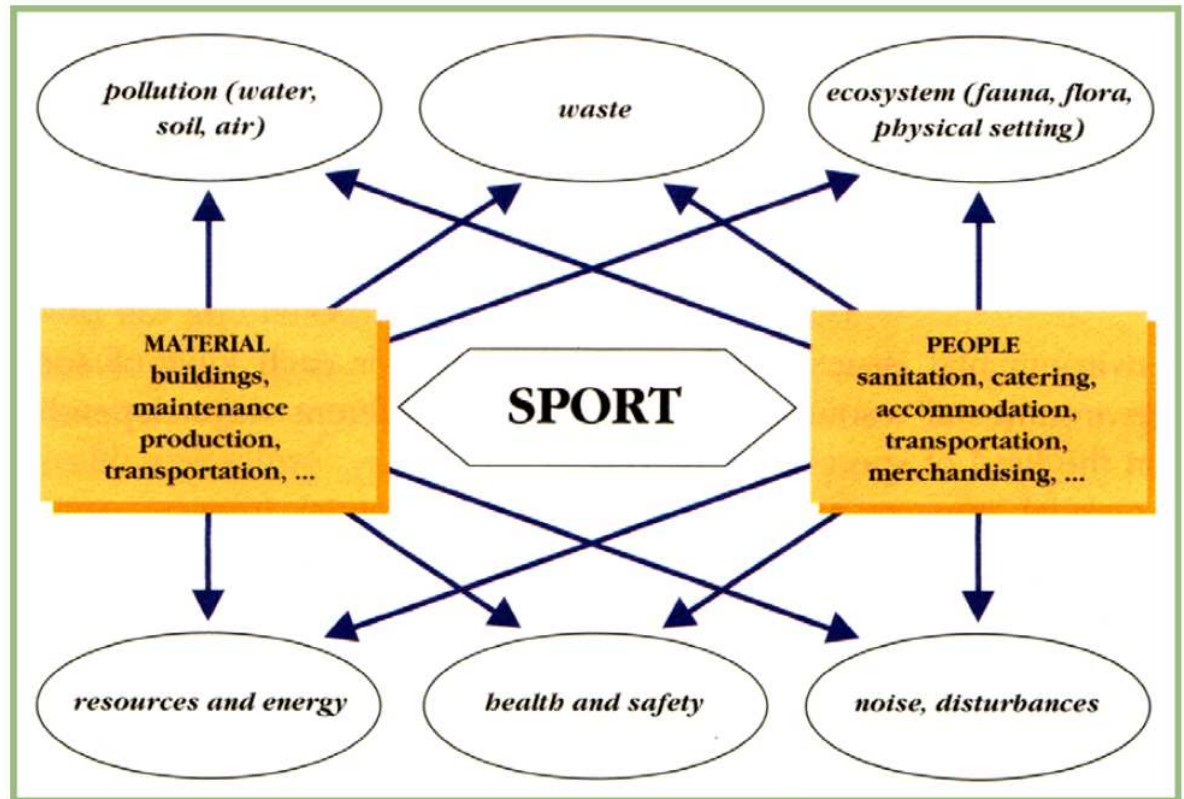 pollution (water,
soil, air)
waste
ecosystem (fauna, flora,
physical setting)
MATERIAL
buildings,
maintenance
production,
transportation, ...
SPORT
PEOPLE
sanitation, catering,
accommodation,
transportation,
merchandising, ...
resources and energy
health and safety
noise, disturbances